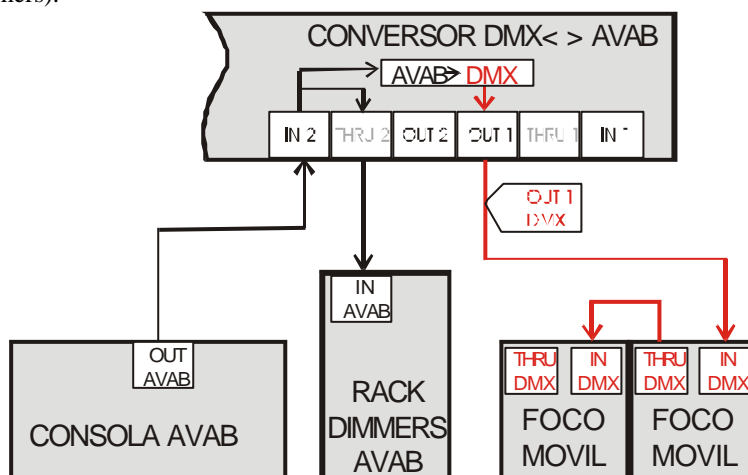 ners).
CONVERSOR DMX< > AVAB
AVAB> DMX
IN 2 THRU 2 OUT 2 OUT 1 THRU 1 IN 1
OUT 1
DMX
IN
AVAB
OUT
AVAB
THRU
DMX
IN
DMX
THRU
DMX
IN
DMX
CONSOLA AVAB
RACK
DIMMERS
AVAB
FOCO
MOVIL
FOCO
MOVIL